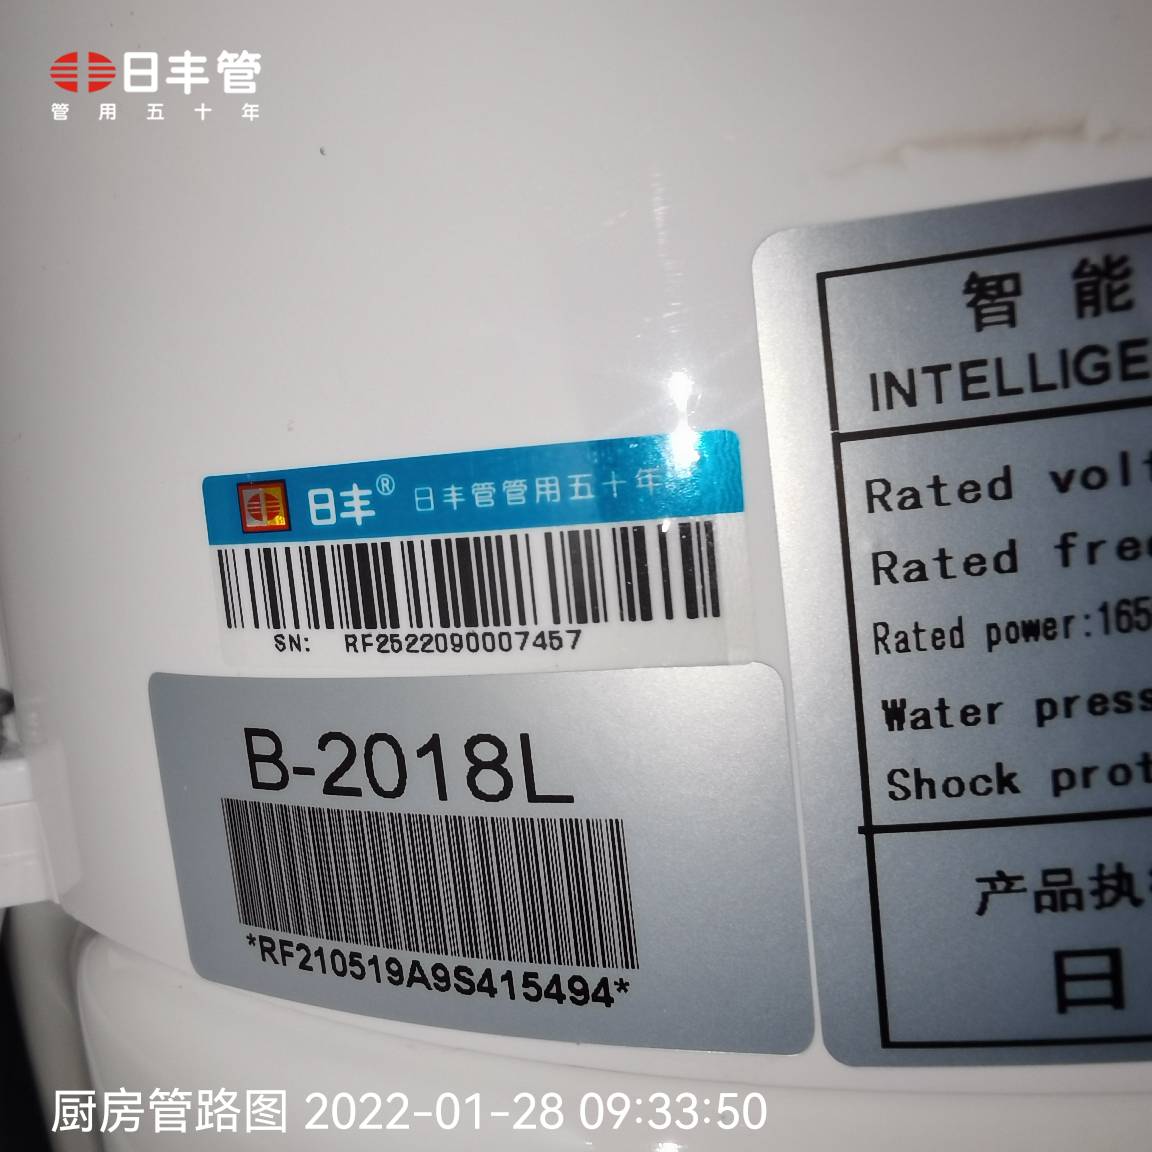 日丰管
管用五十年
智能
INTELLIGE
Rated volt
Rated fre
Rated power:165
Water press
Shock prot
产品执
日
日丰® 日丰管管用五十年
SN: RF2522090007457
B-2018L
*RF210519A9S415494*
厨房管路图 2022-01-28 09:33:50